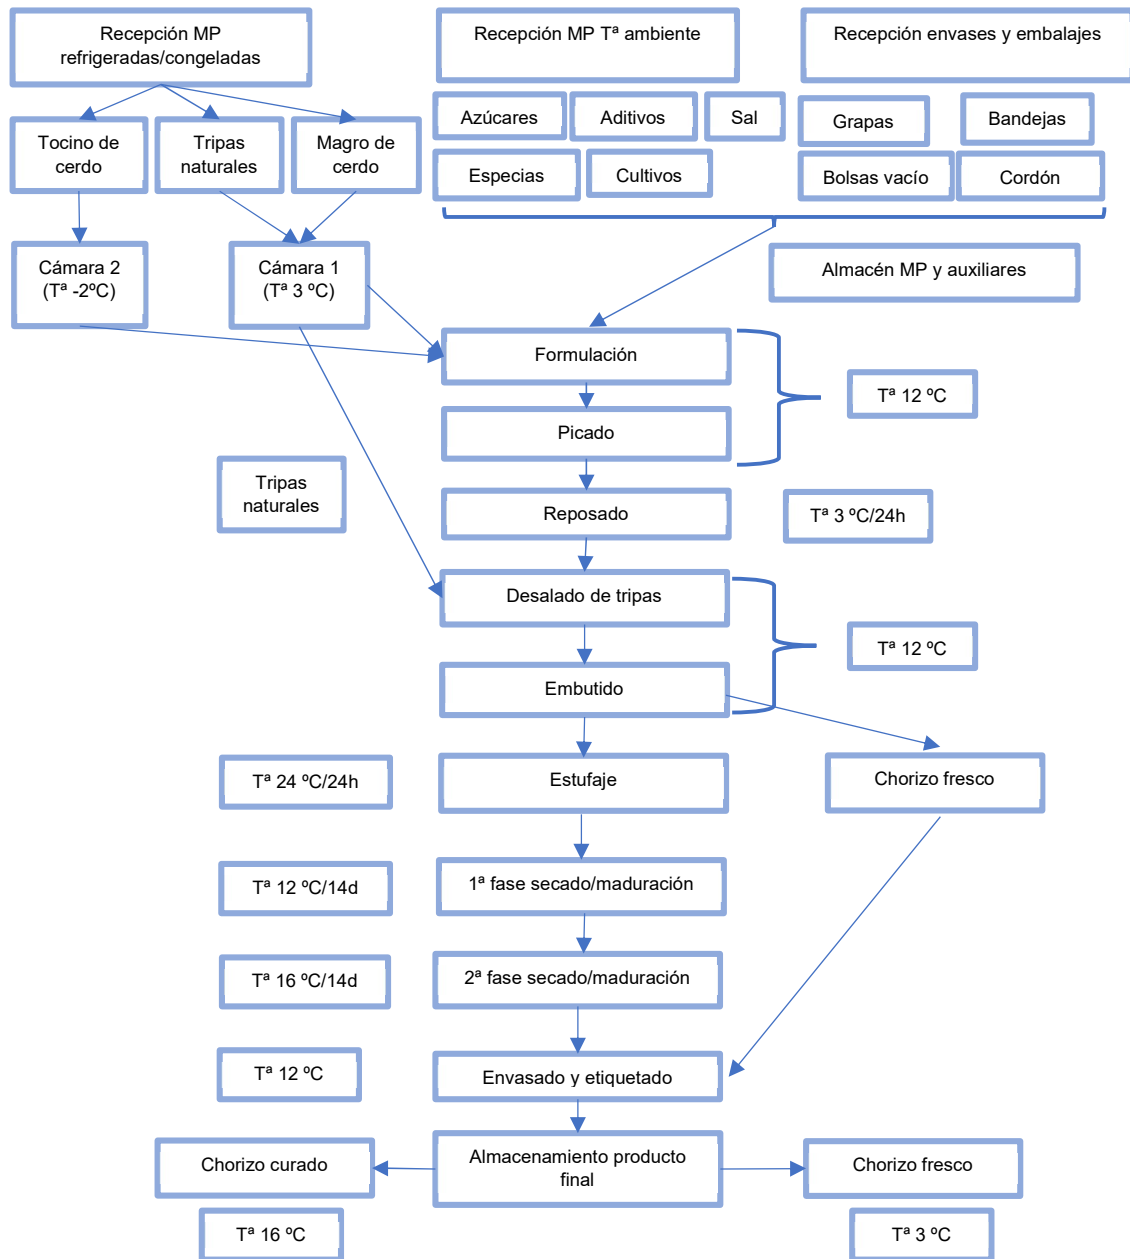 Recepción MP
refrigeradas/congeladas
Recepción MP Tª ambiente
Recepción envases y embalajes
Azúcares
Aditivos
Sal
Grapas
Bandejas
Tocino de
cerdo
Tripas
naturales
Magro de
cerdo
Especias
Cultivos
Bolsas vacío
Cordón
Cámara 2
(Tª -2ºC)
Cámara 1
(Tª 3 ºC)
Almacén MP y auxiliares
Formulación
Tª 12 ºC
Picado
Tripas
naturales
Reposado
Tª 3 ºC/24h
Desalado de tripas
Tª 12 ºC
Embutido
Tª 24 ºC/24h
Estufaje
Chorizo fresco
Tª 12 ºC/14d
1ª fase secado/maduración
Tª 16 ºC/14d
2ª fase secado/maduración
Tª 12 ºC
Envasado y etiquetado
Chorizo curado
Almacenamiento producto
final
Chorizo fresco
Tª 16 ºC
Tª 3 ºC